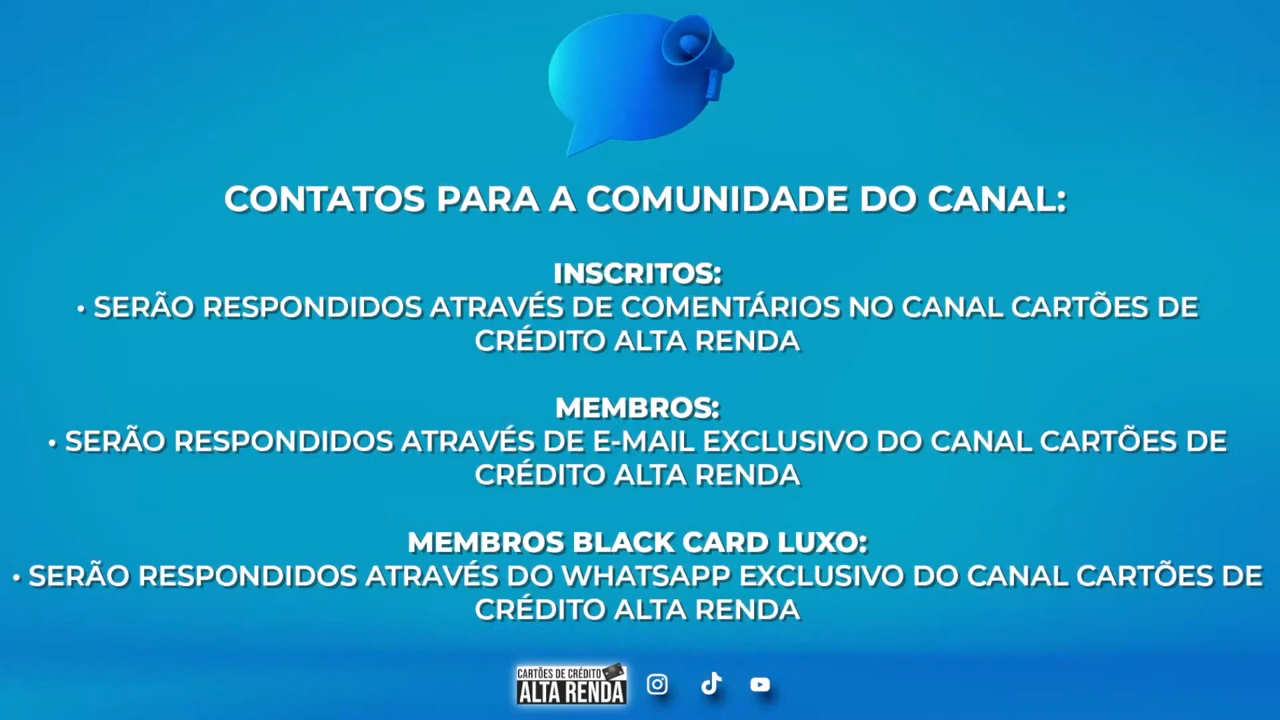 CONTATOS PARA A COMUNIDADE DO CANAL:
INSCRITOS:
• SERÃO RESPONDIDOS ATRAVÉS DE COMENTÁRIOS NO CANAL CARTÕES DE
CRÉDITO ALTA RENDA
MEMBROS:
• SERÃO RESPONDIDOS ATRAVÉS DE E-MAIL EXCLUSIVO DO CANAL CARTÕES DE
CRÉDITO ALTA RENDA
MEMBROS BLACK CARD LUXO:
• SERÃO RESPONDIDOS ATRAVÉS DO WHATSAPP EXCLUSIVO DO CANAL CARTÕES DE
CRÉDITO ALTA RENDA
CARTÕES DE CRÉDITO
ALTA RENDA